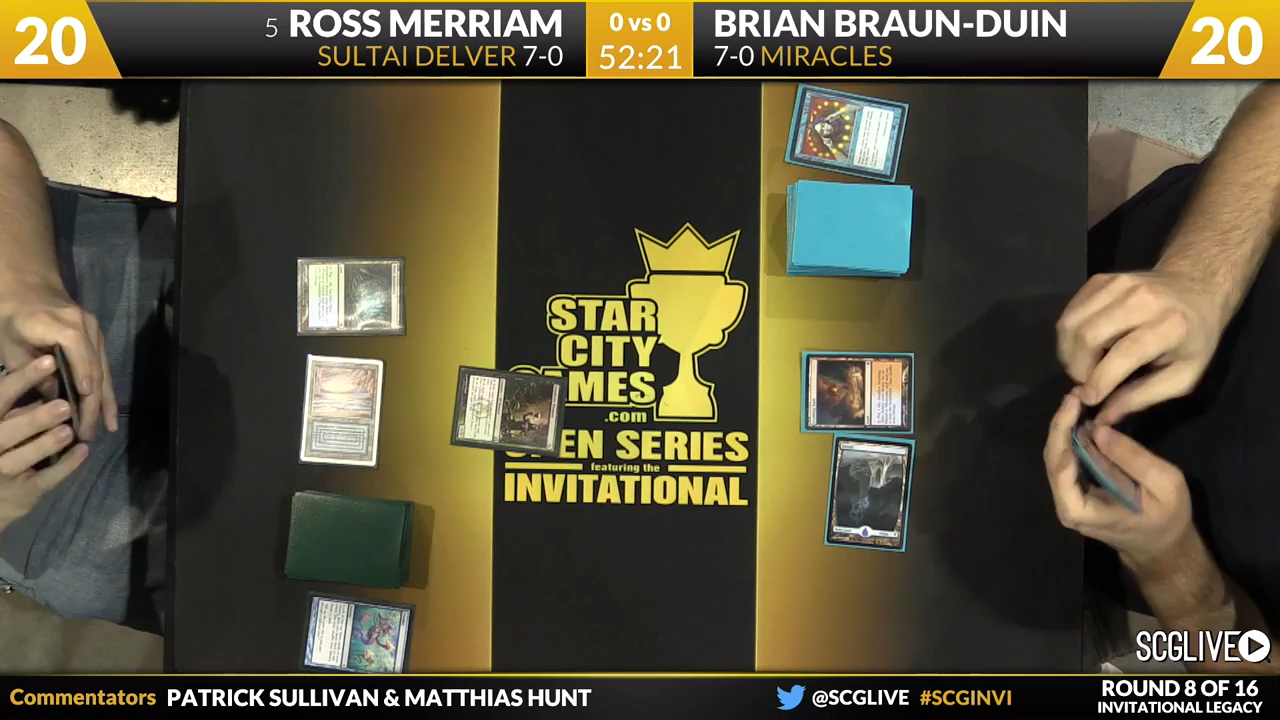 20
5 ROSS MERRIAM
SULTAI DELVER 7-0
0 vs 0
52:21
BRIAN BRAUN-DUIN
7-0 MIRACLES
20
STAR
CITY
GAMES
.com
OPEN SERIES
featuring the
INVITATIONAL
SCGLIVE
Commentators PATRICK SULLIVAN & MATTHIAS HUNT
@SCGLIVE #SCGINVI
ROUND 8 OF 16
INVITATIONAL LEGACY